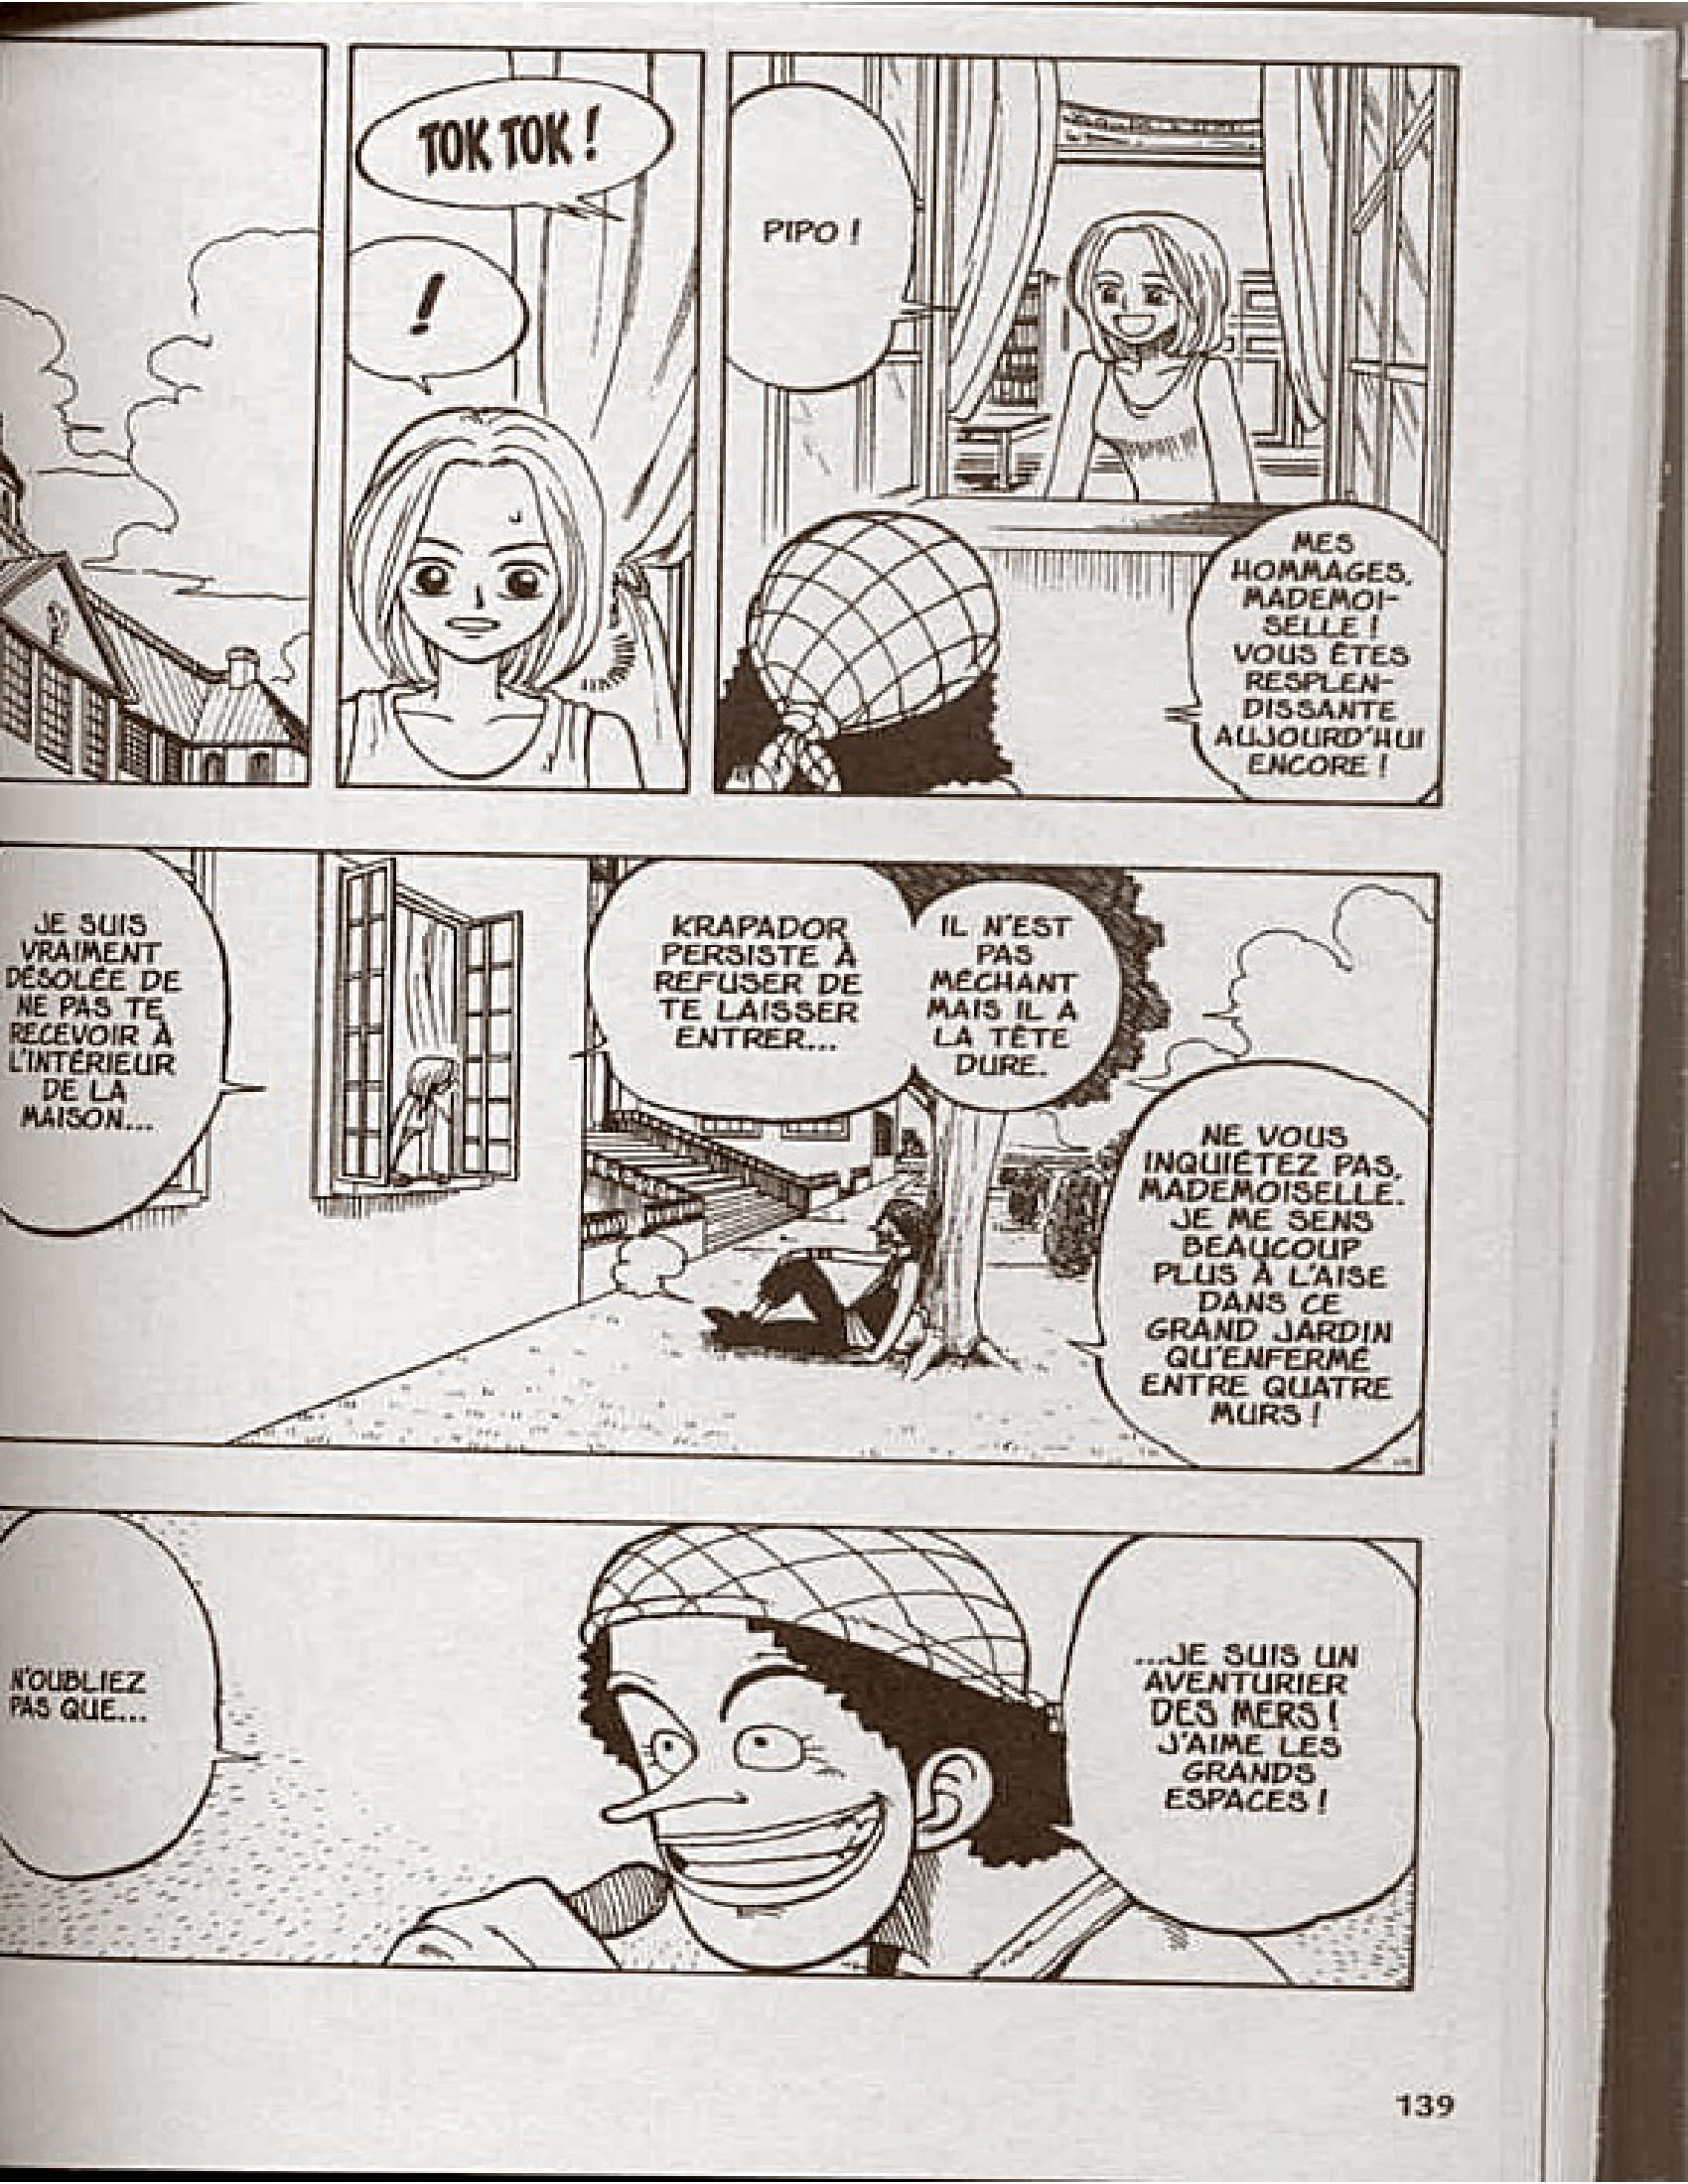 TOK TOK !
!
PIPO !
MES
HOMMAGES,
MADEMOI-
SELLE !
VOUS ÊTES
RESPLEN-
DISSANTE
AUJOURD'HUI
ENCORE !
JE SUIS
VRAIMENT
DÉSOLÉE DE
NE PAS TE
RECEVOIR À
L'INTÉRIEUR
DE LA
MAISON...
KRAPADOR
PERSISTE À
REFUSER DE
TE LAISSER
ENTRER...
IL N'EST
PAS
MÉCHANT
MAIS IL A
LA TÊTE
DURE.
NE VOUS
INQUIÉTEZ PAS,
MADEMOISELLE.
JE ME SENS
BEAUCOUP
PLUS À L'AISE
DANS CE
GRAND JARDIN
QU'ENFERMÉ
ENTRE QUATRE
MURS !
N'OUBLIEZ
PAS QUE...
...JE SUIS UN
AVENTURIER
DES MERS !
J'AIME LES
GRANDS
ESPACES !
139